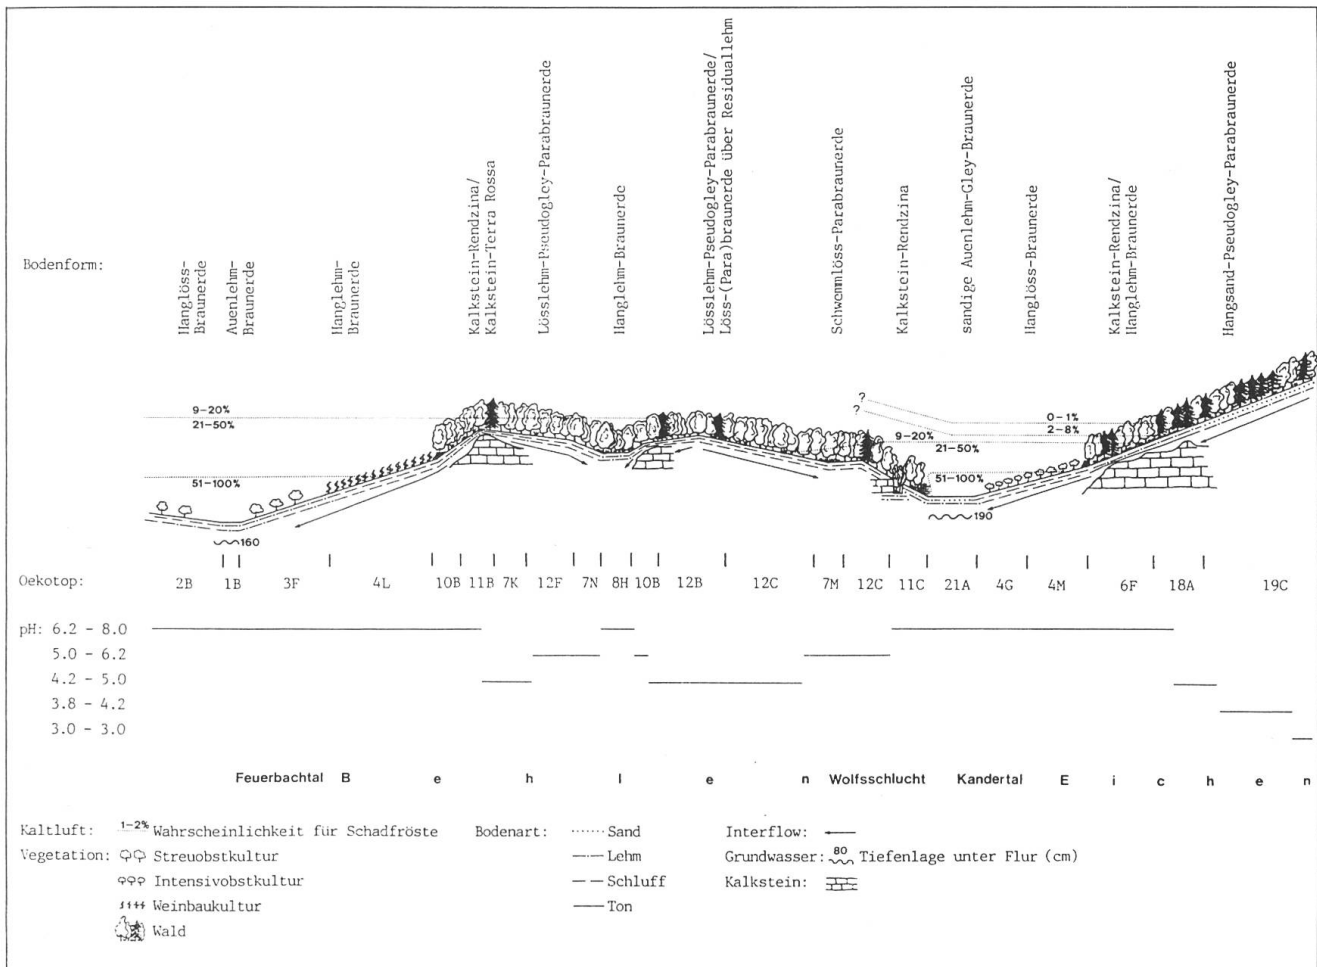 Bodenform:
Hanglöss-
Braunerde
Auenlehm-
Braunerde
Hanglehm-
Braunerde
Kalkstein-Rendzina/
Kalkstein-Terra Rossa
Lösslehm-Pseudogley-Parabraunerde
Hanglehm-Braunerde
Lösslehm-Pseudogley-Parabraunerde/
Löss-(Para)braunerde über Residuallehm
Schwemmlöss-Parabraunerde
Kalkstein-Rendzina
sandige Auenlehm-Gley-Braunerde
Hanglöss-Braunerde
Kalkstein-Rendzina/
Hanglehm-Braunerde
Hangsand-Pseudogley-Parabraunerde
9-20%
21-50%
51-100%
160
?
?
9-20%
21-50%
51-100%
0-1%
2-8%
190
Oekotop: 2B 1B 3F 4L 10B 11B 7K 12F 7N 8H 10B 12B 12C 7M 12C 11C 21A 4G 4M 6F 18A 19C
pH: 6.2 - 8.0
5.0 - 6.2
4.2 - 5.0
3.8 - 4.2
3.0 - 3.0
Feuerbachtal B e h l e n Wolfsschlucht Kandertal E i c h e n
Kaltluft: 1-2% Wahrscheinlichkeit für Schadfröste
Vegetation: Streuobstkultur
Intensivobstkultur
Weinbaukultur
Wald
Bodenart: Sand
Lehm
Schluff
Ton
Interflow:
Grundwasser: 80 Tiefenlage unter Flur (cm)
Kalkstein: